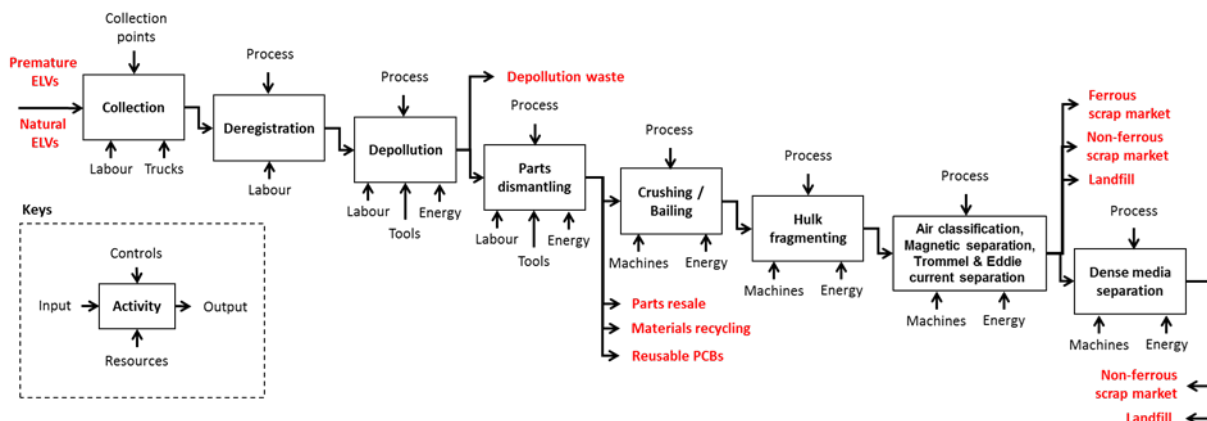 Collection
points
Premature
ELVs
Natural
ELVs
Collection
Labour
Trucks
Process
Deregistration
Labour
Process
Depollution
Labour
Tools
Energy
Depollution waste
Process
Parts
dismantling
Labour
Tools
Energy
Parts resale
Materials recycling
Reusable PCBs
Process
Crushing /
Bailing
Machines
Energy
Process
Hulk
fragmenting
Machines
Energy
Process
Air classification,
Magnetic separation,
Trommel & Eddie
current separation
Machines
Energy
Ferrous
scrap market
Non-ferrous
scrap market
Landfill
Process
Dense media
separation
Machines
Energy
Non-ferrous
scrap market
Landfill
Keys
Controls
Input
Activity
Output
Resources